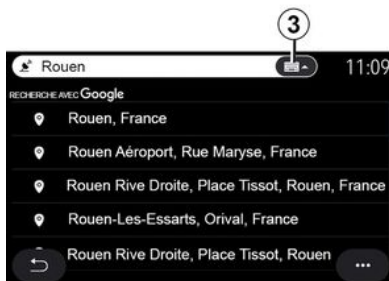 3
Rouen
11:09
RECHERCHE AVEC Google
Rouen, France
Rouen Aéroport, Rue Maryse, France
Rouen Rive Droite, Place Tissot, Rouen, France
Rouen-Les-Essarts, Orival, France
Rouen Rive Droite, Place Tissot, Rouen